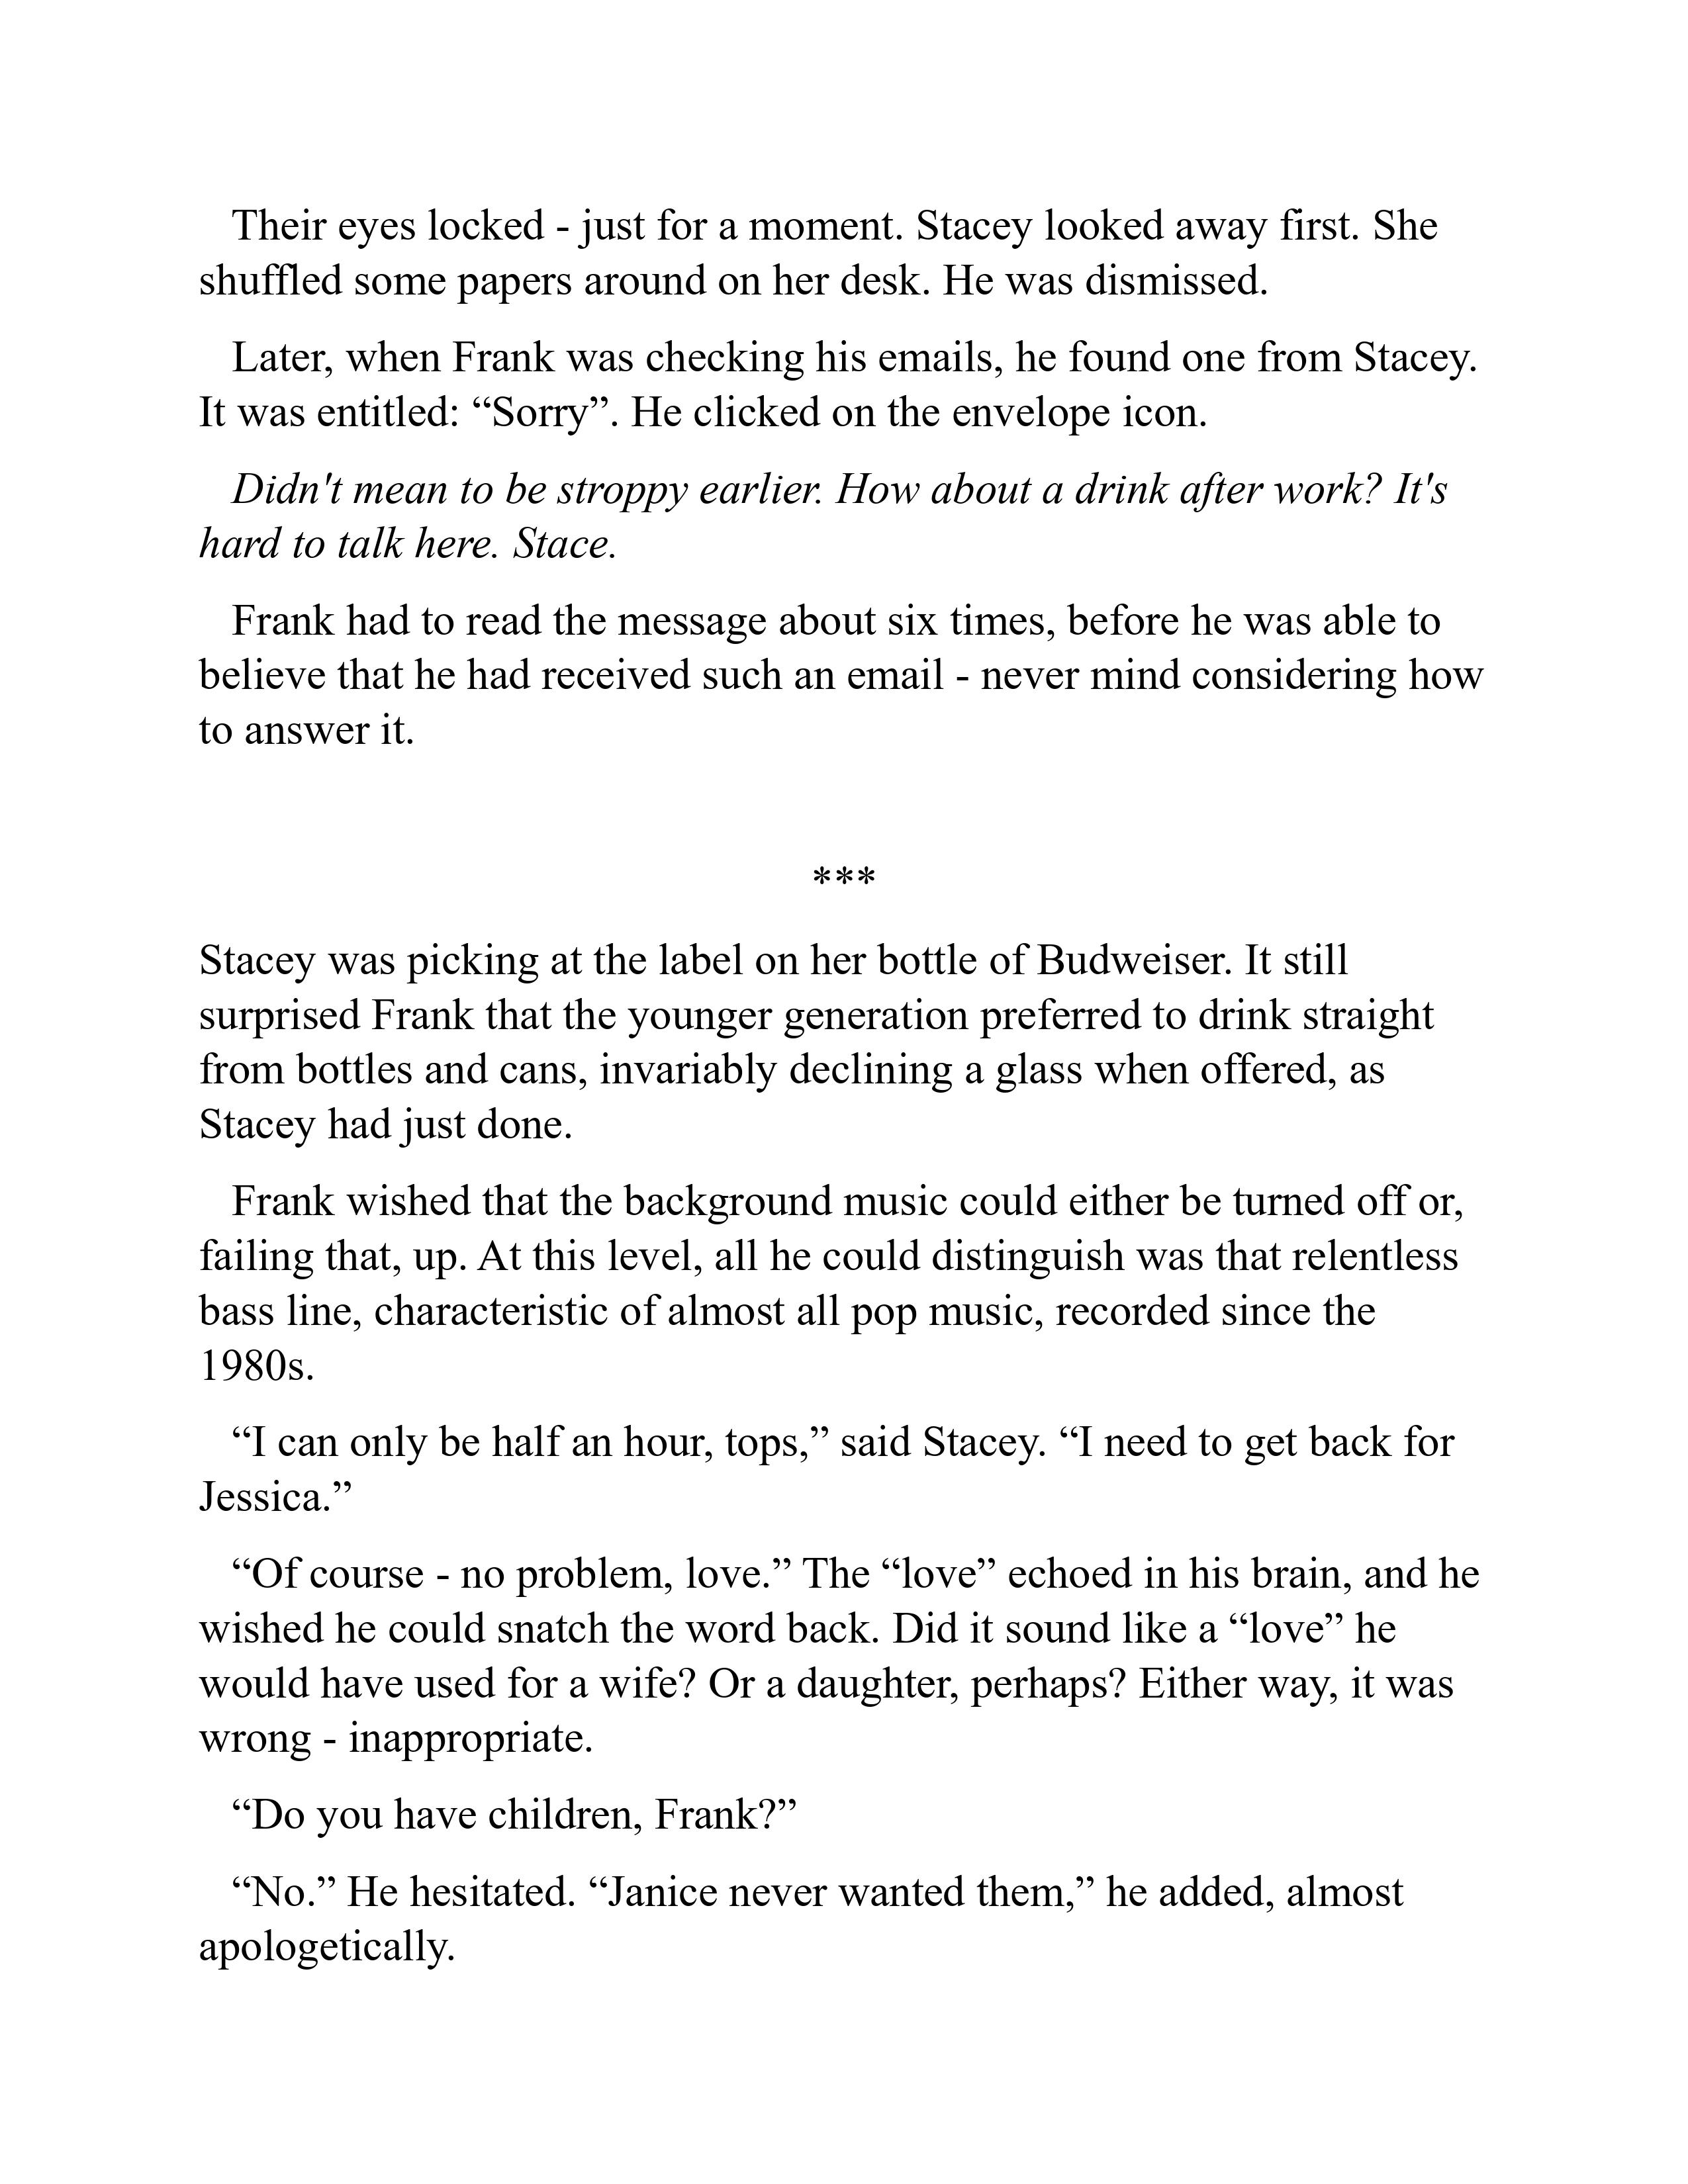 Their eyes locked - just for a moment. Stacey looked away first. She
shuffled some papers around on her desk. He was dismissed.
Later, when Frank was checking his emails, he found one from Stacey.
It was entitled: “Sorry”. He clicked on the envelope icon.
Didn't mean to be stroppy earlier. How about a drink after work? It's
hard to talk here. Stace.
Frank had to read the message about six times, before he was able to
believe that he had received such an email - never mind considering how
to answer it.
***
Stacey was picking at the label on her bottle of Budweiser. It still
surprised Frank that the younger generation preferred to drink straight
from bottles and cans, invariably declining a glass when offered, as
Stacey had just done.
Frank wished that the background music could either be turned off or,
failing that, up. At this level, all he could distinguish was that relentless
bass line, characteristic of almost all pop music, recorded since the
1980s.
“I can only be half an hour, tops,” said Stacey. “I need to get back for
Jessica.”
“Of course - no problem, love.” The “love” echoed in his brain, and he
wished he could snatch the word back. Did it sound like a “love” he
would have used for a wife? Or a daughter, perhaps? Either way, it was
wrong - inappropriate.
“Do you have children, Frank?”
“No.” He hesitated. “Janice never wanted them,” he added, almost
apologetically.